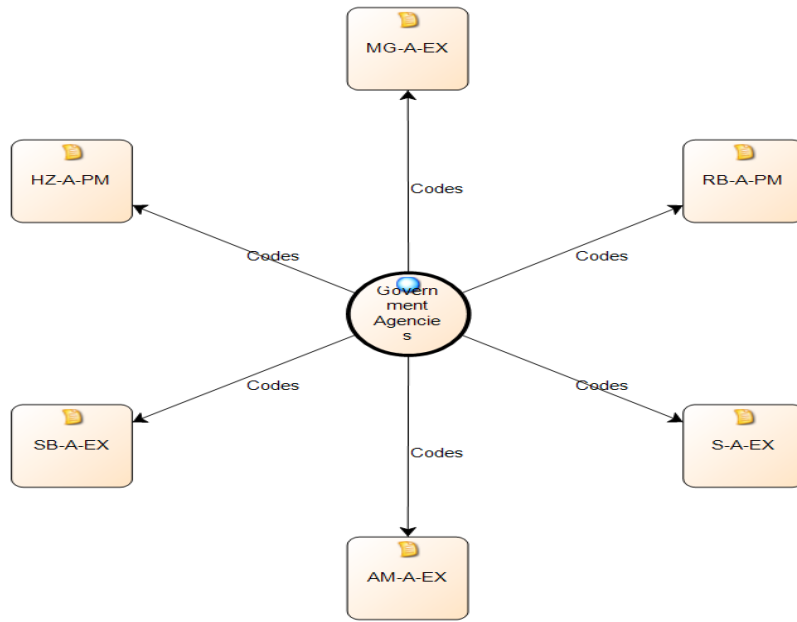 MG-A-EX
HZ-A-PM
RB-A-PM
Codes
Codes
Codes
Govern
ment
Agencie
s
Codes
Codes
Codes
SB-A-EX
S-A-EX
AM-A-EX